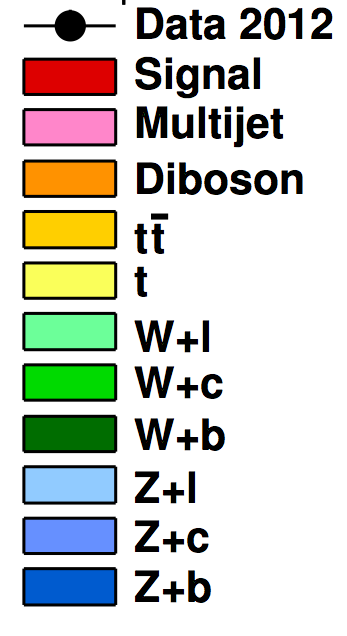 Data 2012
Signal
Multijet
Diboson
tt̄
t
W+l
W+c
W+b
Z+l
Z+c
Z+b